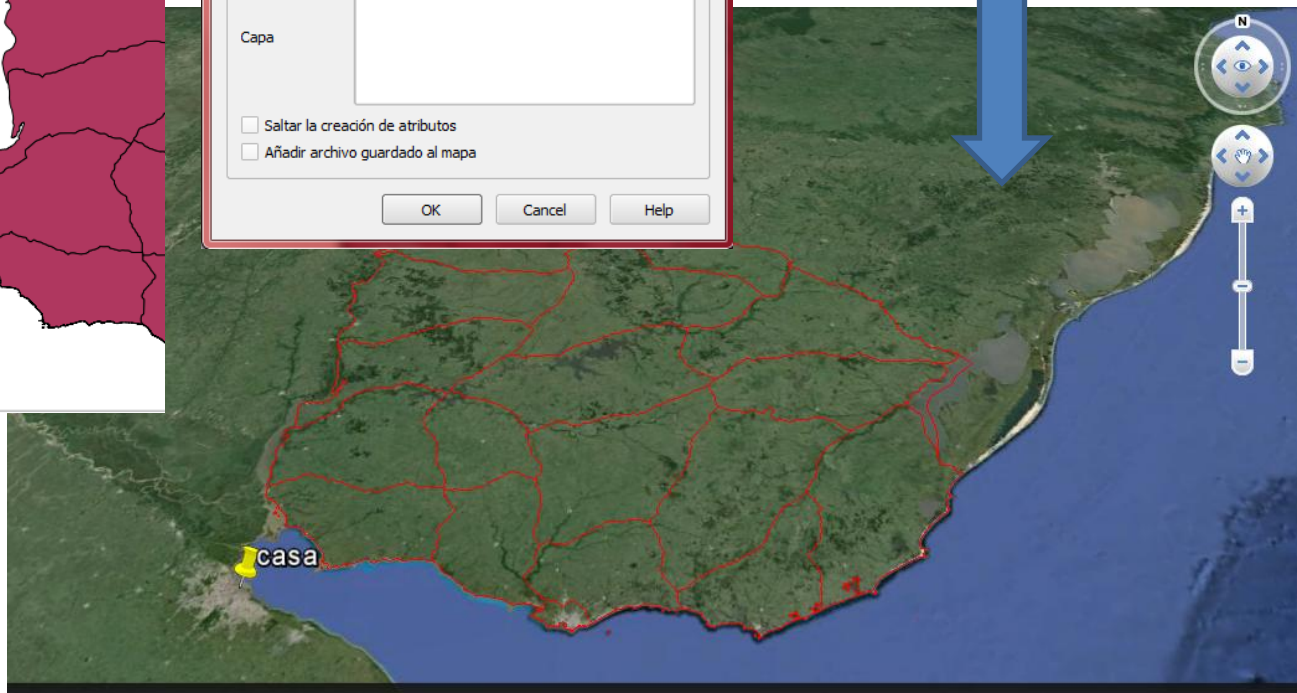 Capa
Saltar la creación de atributos
Añadir archivo guardado al mapa
OK Cancel Help
N
casa